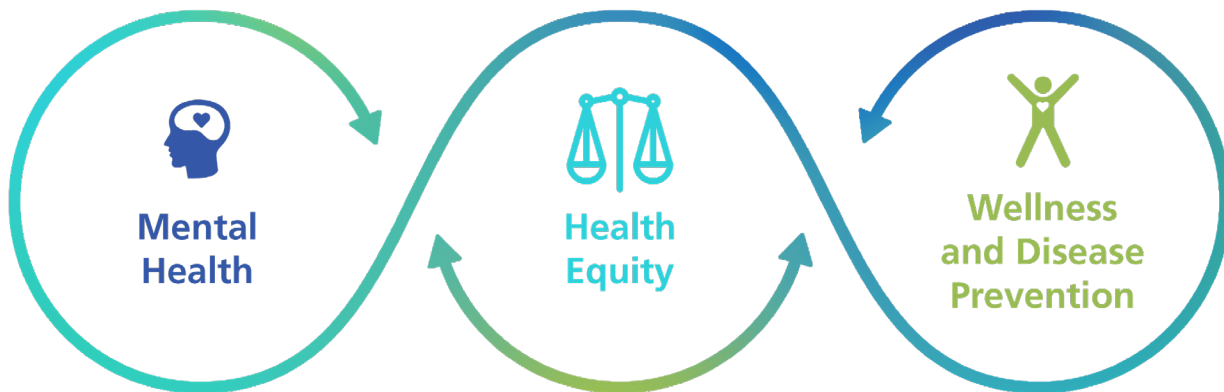 Mental
Health
Health
Equity
Wellness
and Disease
Prevention